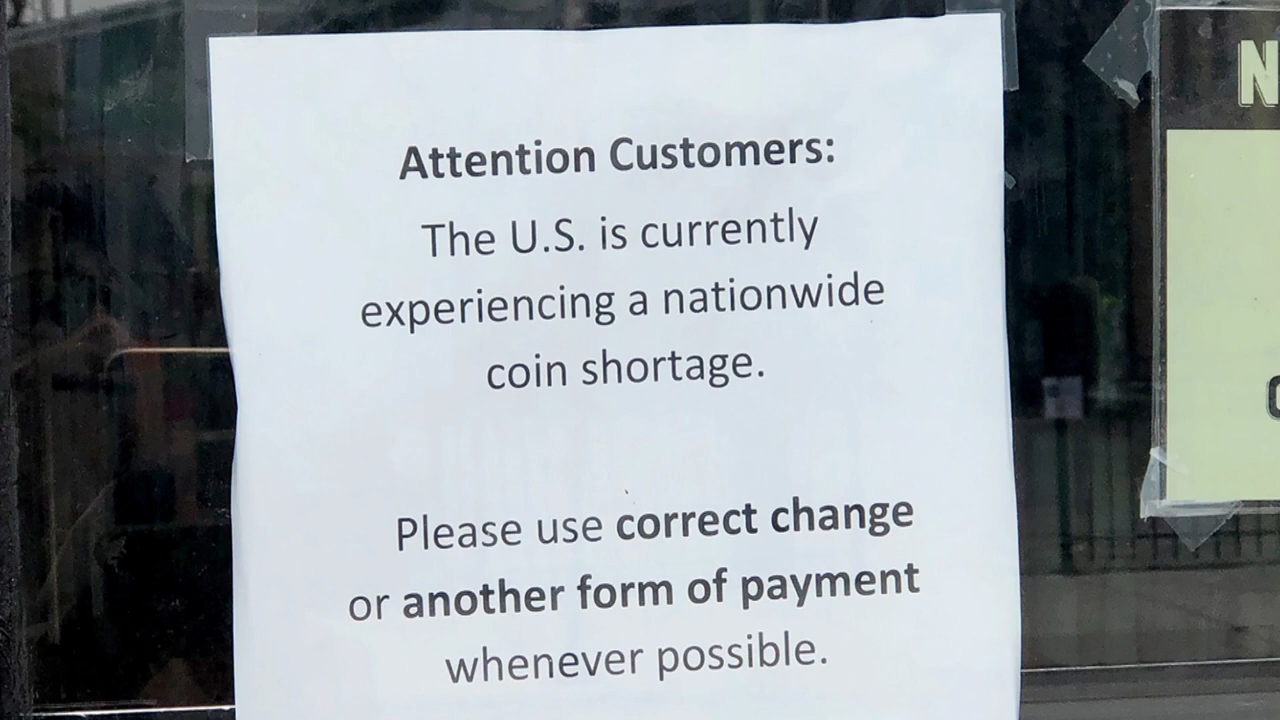 Attention Customers:
The U.S. is currently
experiencing a nationwide
coin shortage.
Please use correct change
or another form of payment
whenever possible.